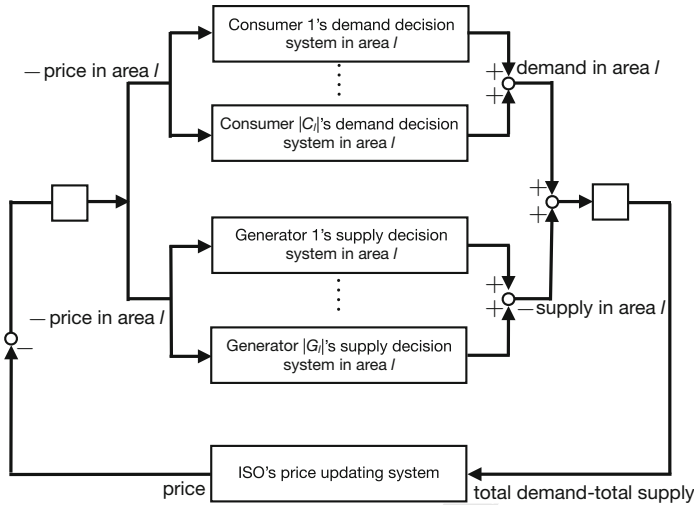 Consumer 1's demand decision
system in area l
− price in area l
+
demand in area l
+
Consumer |Cl|'s demand decision
system in area l
+
+
Generator 1's supply decision
system in area l
− price in area l
+
+
− supply in area l
−
Generator |Gl|'s supply decision
system in area l
ISO's price updating system
price
total demand-total supply